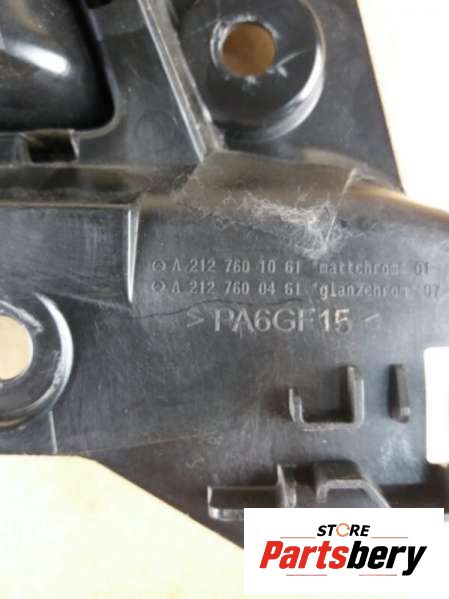 A 212 760 10 61 "mattchrom" 01
A 212 760 04 61 "glanzchrom" 07
>PA6GF15<
STORE
Partsbery